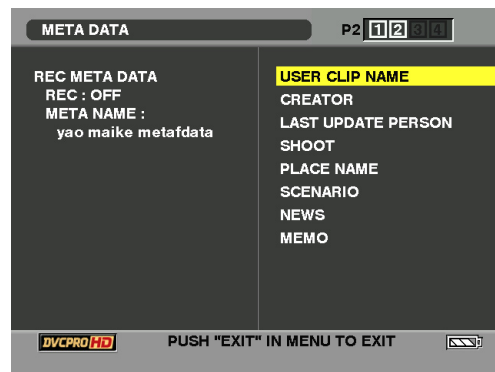 META DATA
P2 1 2 3 4
REC META DATA
REC : OFF
META NAME :
yao maike metafdata
USER CLIP NAME
CREATOR
LAST UPDATE PERSON
SHOOT
PLACE NAME
SCENARIO
NEWS
MEMO
DVCPRO HD
PUSH "EXIT" IN MENU TO EXIT